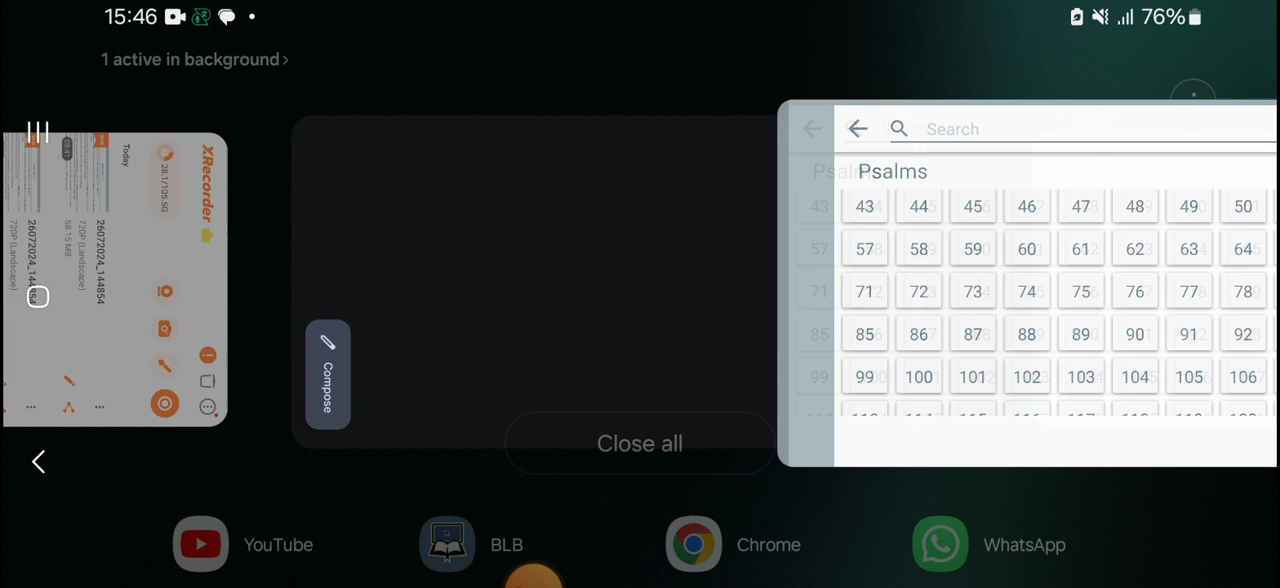 15:46
76%
1 active in background >
XRecorder
28.1/105.5G
Today
26072024_144854
720P (Landscape)
08:41
58.15 MB
26072024_144854
720P (Landscape)
Compose
Close all
Search
Psalms
43 44 45 46 47 48 49 50
57 58 59 60 61 62 63 64
71 72 73 74 75 76 77 78
85 86 87 88 89 90 91 92
99 100 101 102 103 104 105 106
YouTube
BLB
Chrome
WhatsApp